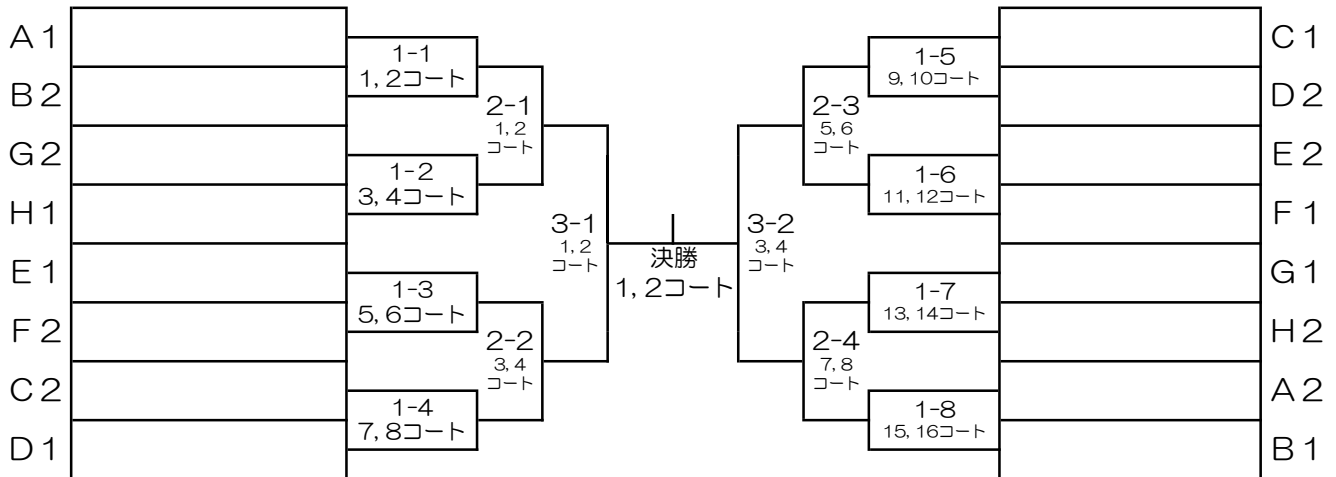 A1
B2
G2
H1
E1
F2
C2
D1
1-1
1,2コート
1-2
3,4コート
1-3
5,6コート
1-4
7,8コート
2-1
1,2
コート
2-2
3,4
コート
3-1
1,2
コート
決勝
1,2コート
3-2
3,4
コート
2-3
5,6
コート
2-4
7,8
コート
1-5
9,10コート
1-6
11,12コート
1-7
13,14コート
1-8
15,16コート
C1
D2
E2
F1
G1
H2
A2
B1